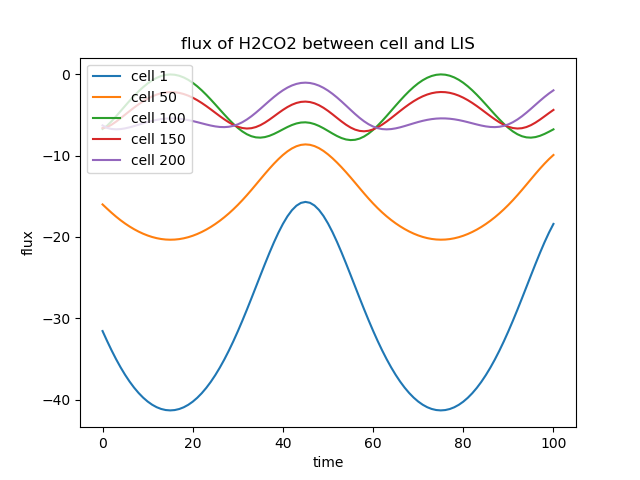 flux of H2CO2 between cell and LIS
cell 1
cell 50
cell 100
cell 150
cell 200
0
−10
−20
−30
−40
flux
0 20 40 60 80 100
time